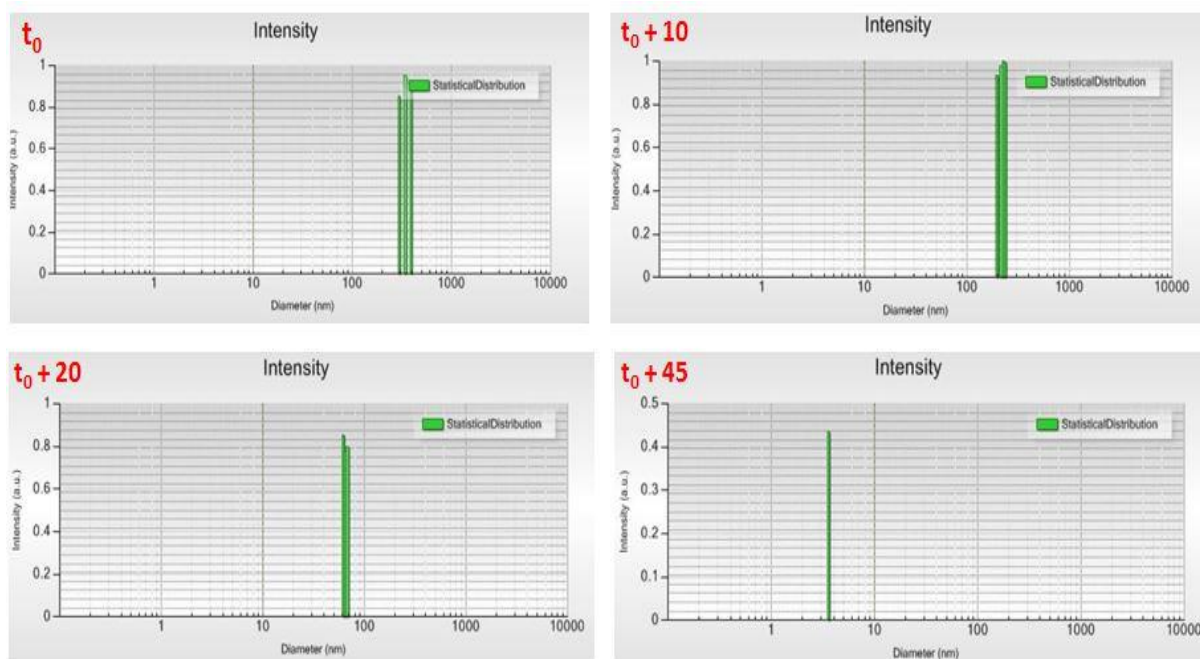 t0
Intensity
StatisticalDistribution
Intensity (a.u.)
1
0.8
0.6
0.4
0.2
0
1 10 100 1000 10000
Diameter (nm)
t0 + 10
Intensity
StatisticalDistribution
Intensity (a.u.)
1
0.8
0.6
0.4
0.2
0
1 10 100 1000 10000
Diameter (nm)
t0 + 20
Intensity
StatisticalDistribution
Intensity (a.u.)
1
0.8
0.6
0.4
0.2
0
1 10 100 1000 10000
Diameter (nm)
t0 + 45
Intensity
StatisticalDistribution
Intensity (a.u.)
0.5
0.4
0.3
0.2
0.1
0
1 10 100 1000 10000
Diameter (nm)